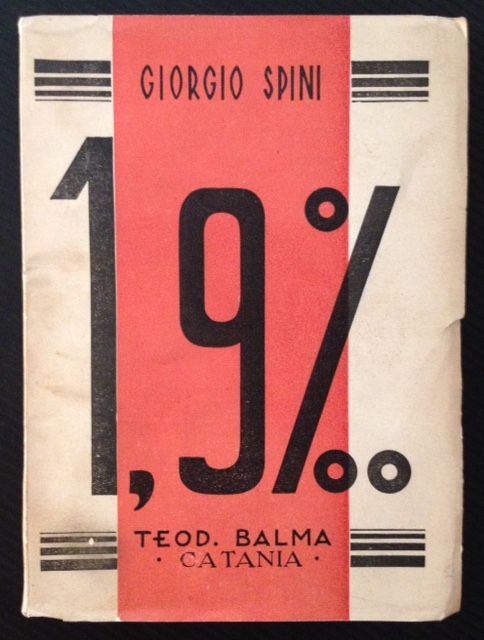 GIORGIO SPINI
1,9‰
TEOD. BALMA
· CATANIA ·